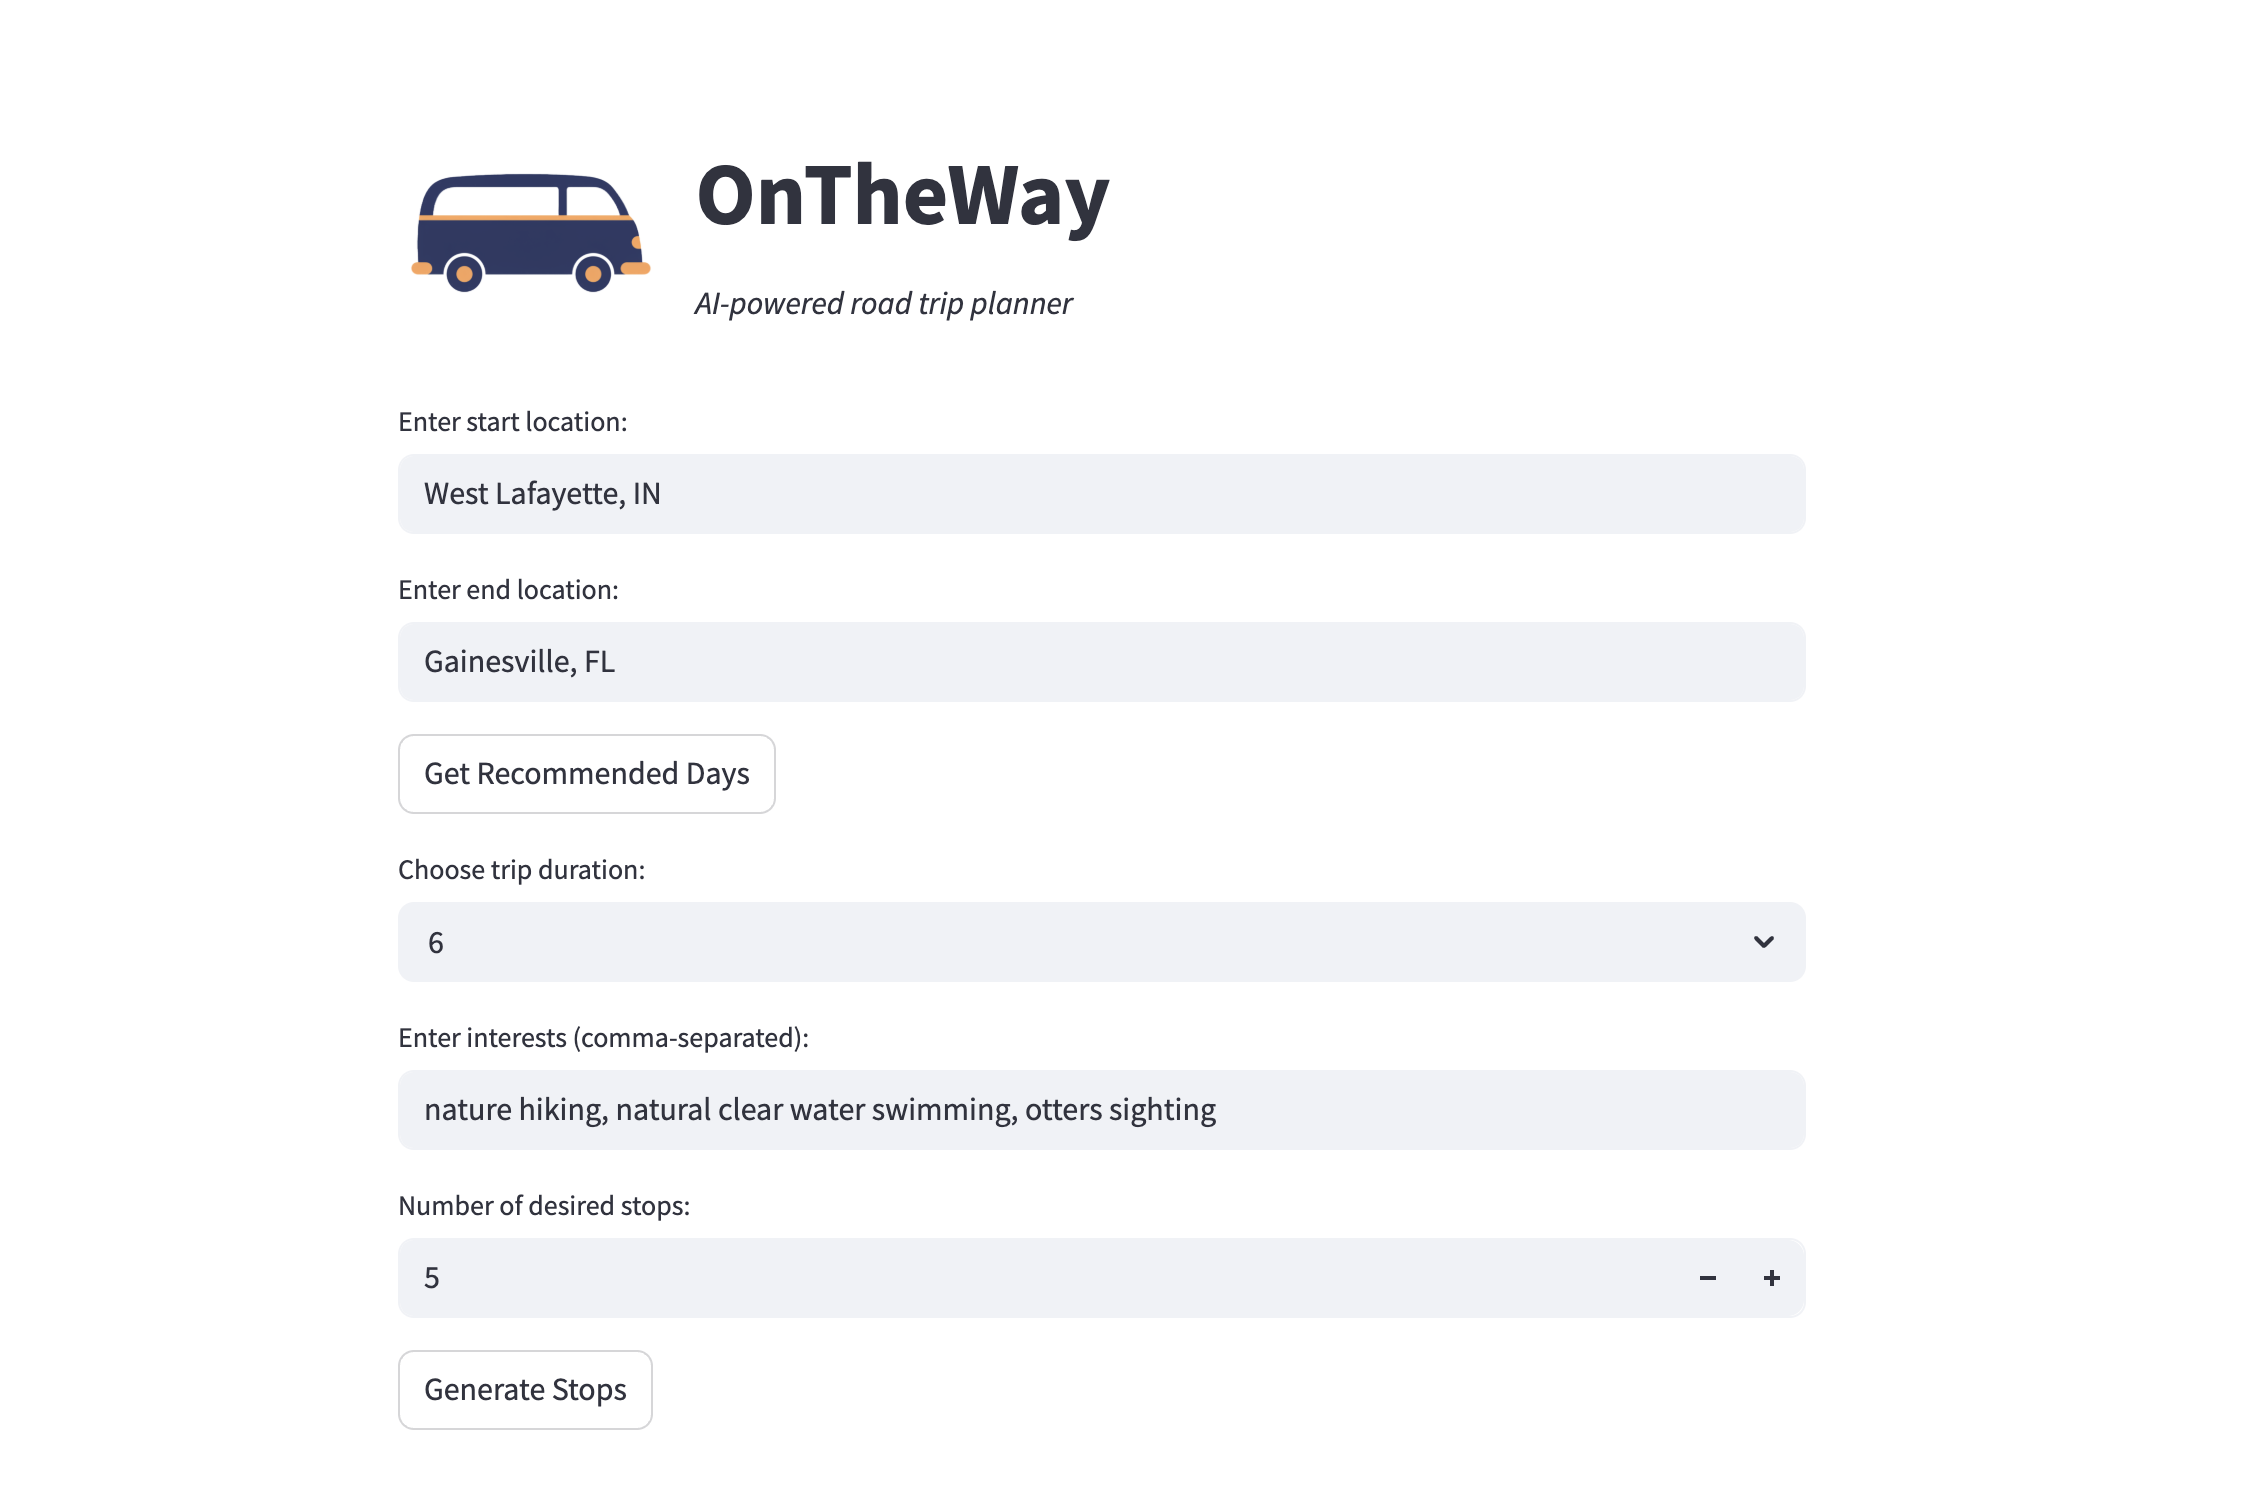 OnTheWay
AI-powered road trip planner
Enter start location:
West Lafayette, IN
Enter end location:
Gainesville, FL
Get Recommended Days
Choose trip duration:
6
Enter interests (comma-separated):
nature hiking, natural clear water swimming, otters sighting
Number of desired stops:
5
Generate Stops